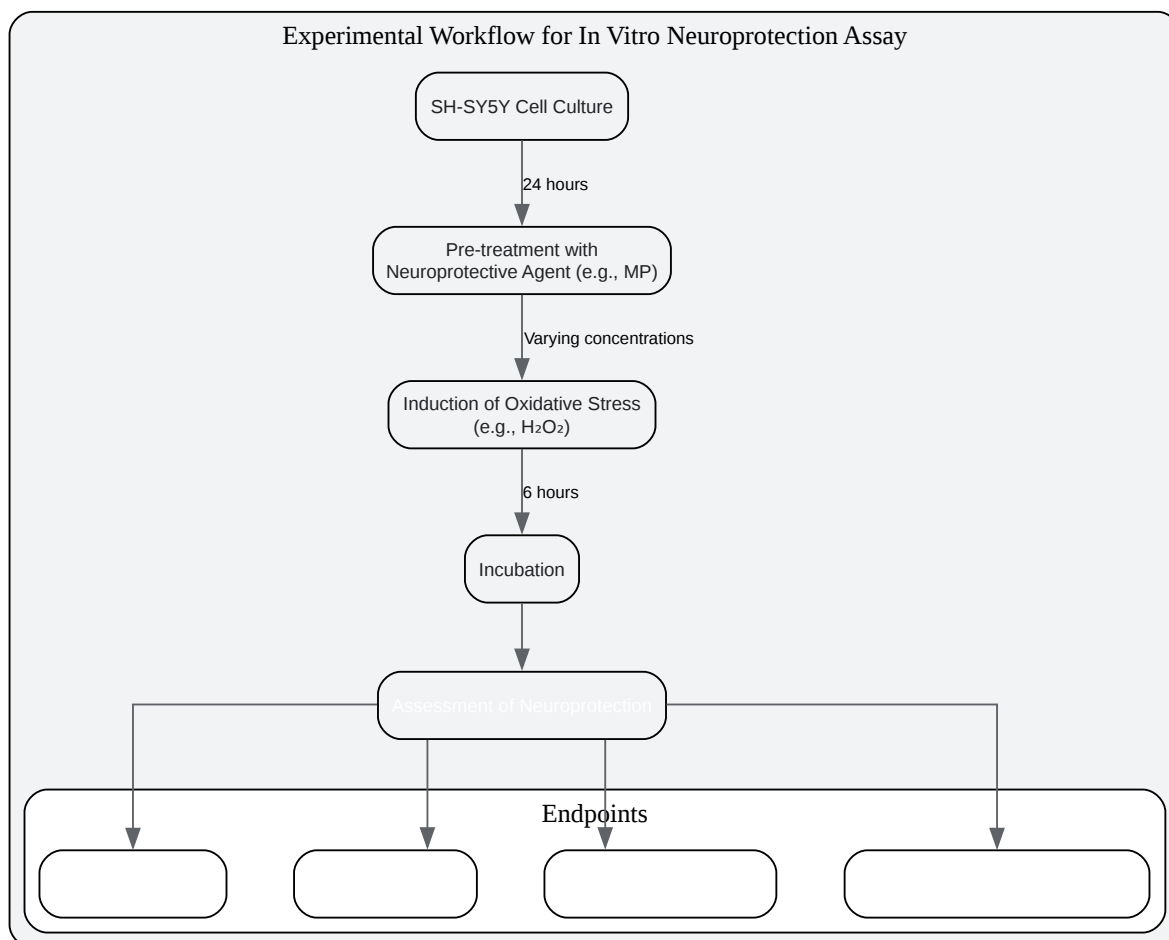 Experimental Workflow for In Vitro Neuroprotection Assay
SH-SY5Y Cell Culture
24 hours
Pre-treatment with
Neuroprotective Agent (e.g., MP)
Varying concentrations
Induction of Oxidative Stress
(e.g., H₂O₂)
6 hours
Incubation
Assessment of Neuroprotection
Endpoints